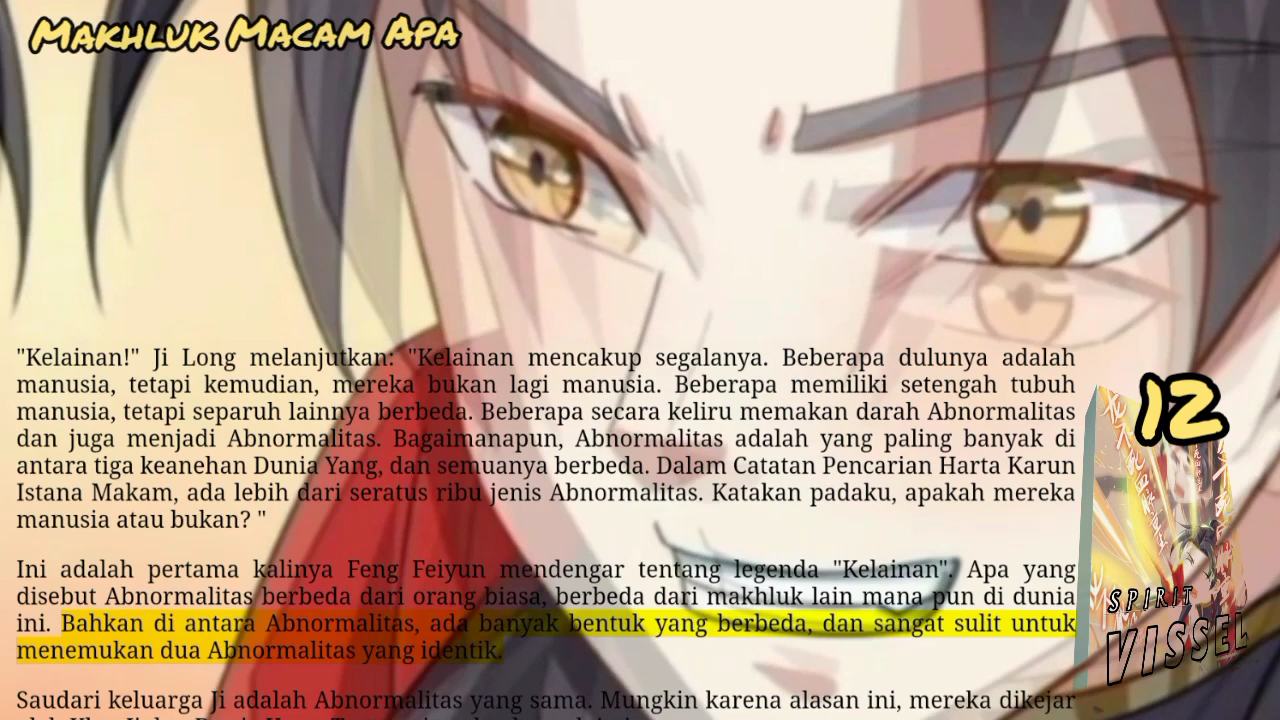 Makhluk Macam Apa
"Kelainan!" Ji Long melanjutkan: "Kelainan mencakup segalanya. Beberapa dulunya adalah
manusia, tetapi kemudian, mereka bukan lagi manusia. Beberapa memiliki setengah tubuh
manusia, tetapi separuh lainnya berbeda. Beberapa secara keliru memakan darah Abnormalitas
dan juga menjadi Abnormalitas. Bagaimanapun, Abnormalitas adalah yang paling banyak di
antara tiga keanehan Dunia Yang, dan semuanya berbeda. Dalam Catatan Pencarian Harta Karun
Istana Makam, ada lebih dari seratus ribu jenis Abnormalitas. Katakan padaku, apakah mereka
manusia atau bukan? "
Ini adalah pertama kalinya Feng Feiyun mendengar tentang legenda "Kelainan". Apa yang
disebut Abnormalitas berbeda dari orang biasa, berbeda dari makhluk lain mana pun di dunia
ini. Bahkan di antara Abnormalitas, ada banyak bentuk yang berbeda, dan sangat sulit untuk
menemukan dua Abnormalitas yang identik.
Saudari keluarga Ji adalah Abnormalitas yang sama. Mungkin karena alasan ini, mereka dikejar
12
SPIRIT
VISSEL